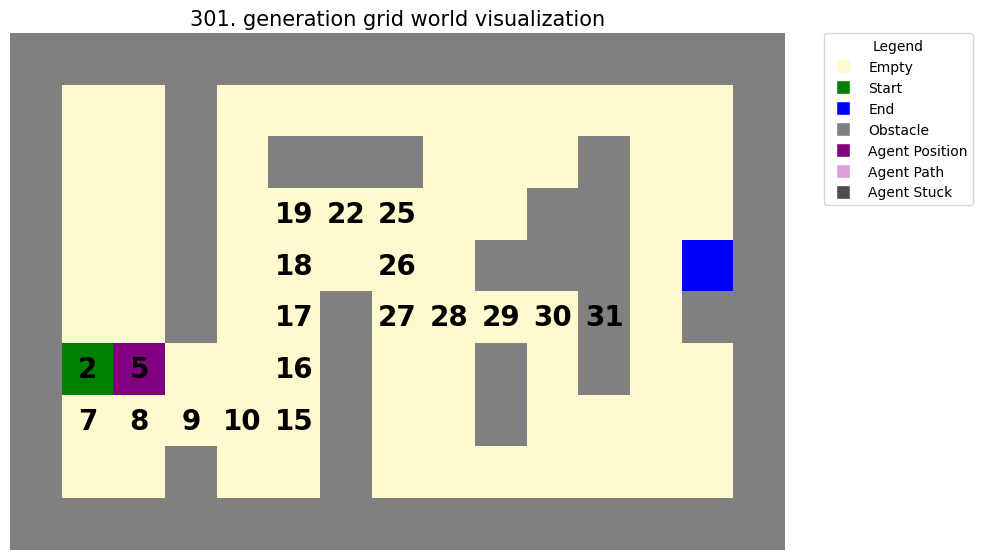 301. generation grid world visualization
Legend
Empty
Start
End
Obstacle
Agent Position
Agent Path
Agent Stuck
19 22 25
18 26
17 27 28 29 30 31
2 5 16
7 8 9 10 15